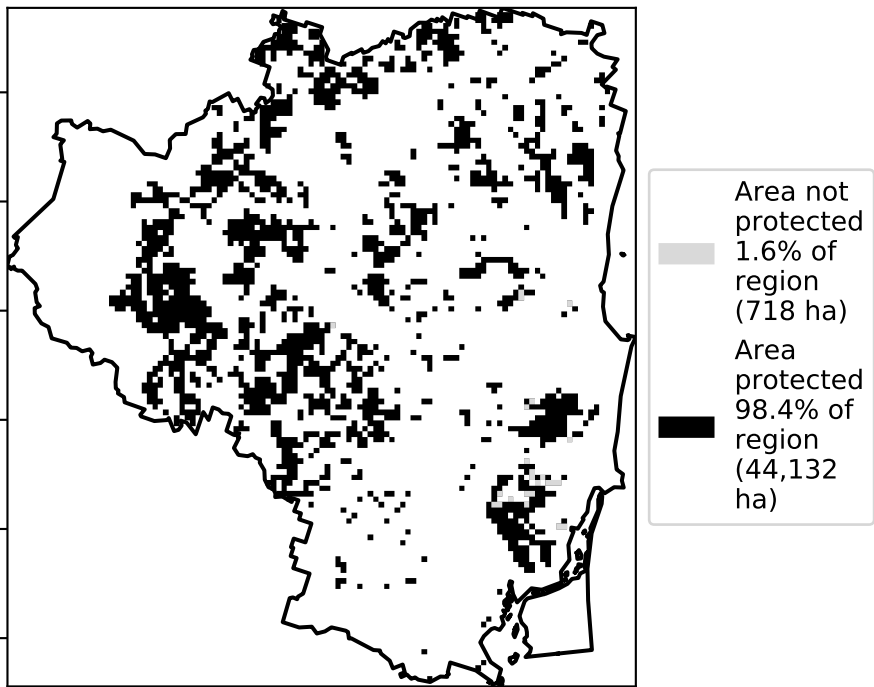 Area not
protected
1.6% of
region
(718 ha)
Area
protected
98.4% of
region
(44,132
ha)